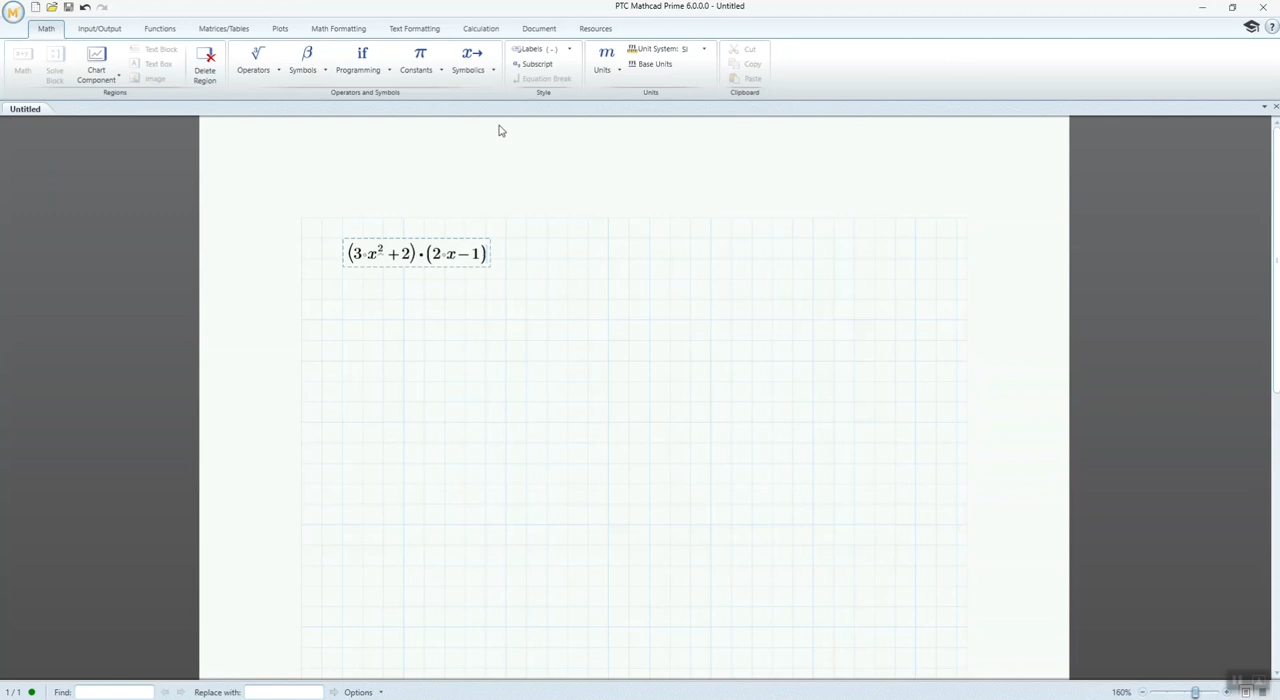 PTC Mathcad Prime 6.0.0.0 - Untitled
Math Input/Output Functions Matrices/Tables Plots Math Formatting Text Formatting Calculation Document Resources
Math Solve Block Chart Component Text Block Text Box Image Delete Region
Regions
Operators Symbols Programming Constants Symbolics
Operators and Symbols
Labels ( - ) Subscript Equation Break
Style
Units Unit System: SI Base Units
Units
Cut Copy Paste
Clipboard
Untitled
(3·x²+2)·(2·x−1)
1 / 1 Find: Replace with: Options 160%